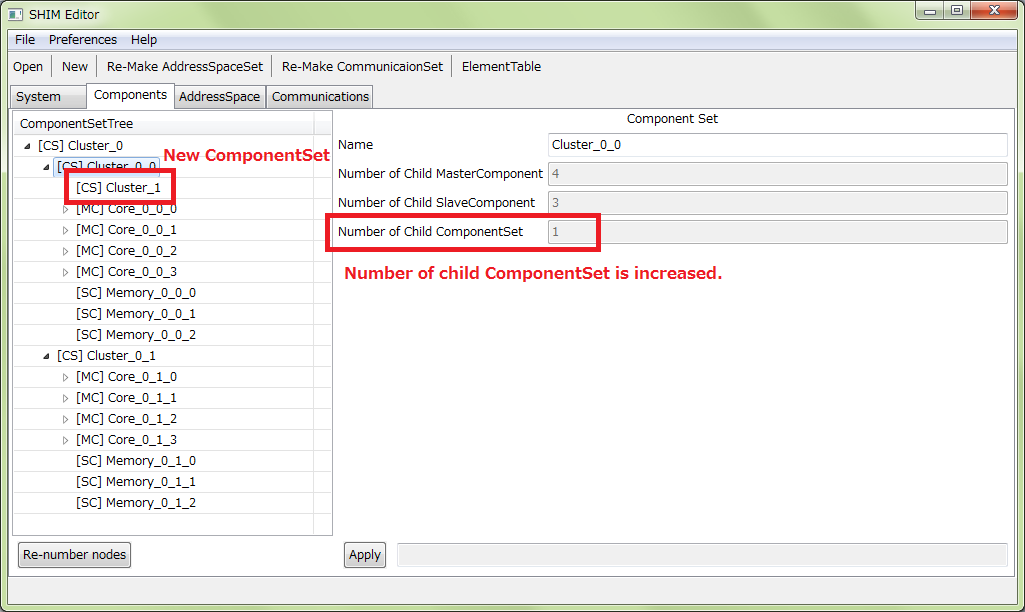 SHIM Editor
File Preferences Help
Open New Re-Make AddressSpaceSet Re-Make CommunicaionSet ElementTable
System Components AddressSpace Communications
ComponentSetTree
[CS] Cluster_0
[CS] Cluster_0_0
New ComponentSet
[CS] Cluster_1
[MC] Core_0_0_0
[MC] Core_0_0_1
[MC] Core_0_0_2
[MC] Core_0_0_3
[SC] Memory_0_0_0
[SC] Memory_0_0_1
[SC] Memory_0_0_2
[CS] Cluster_0_1
[MC] Core_0_1_0
[MC] Core_0_1_1
[MC] Core_0_1_2
[MC] Core_0_1_3
[SC] Memory_0_1_0
[SC] Memory_0_1_1
[SC] Memory_0_1_2
Re-number nodes
Component Set
Name Cluster_0_0
Number of Child MasterComponent 4
Number of Child SlaveComponent 3
Number of Child ComponentSet 1
Number of child ComponentSet is increased.
Apply